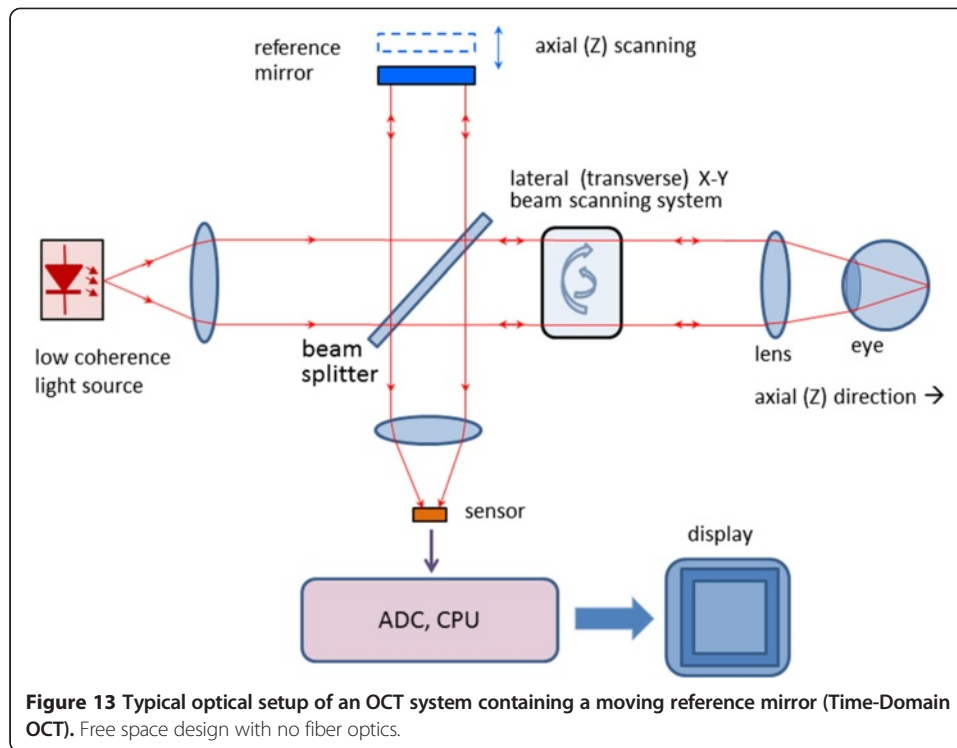 reference
mirror
axial (Z) scanning
lateral (transverse) X-Y
beam scanning system
low coherence
light source
beam
splitter
lens
eye
axial (Z) direction →
sensor
display
ADC, CPU
Figure 13 Typical optical setup of an OCT system containing a moving reference mirror (Time-Domain
OCT). Free space design with no fiber optics.